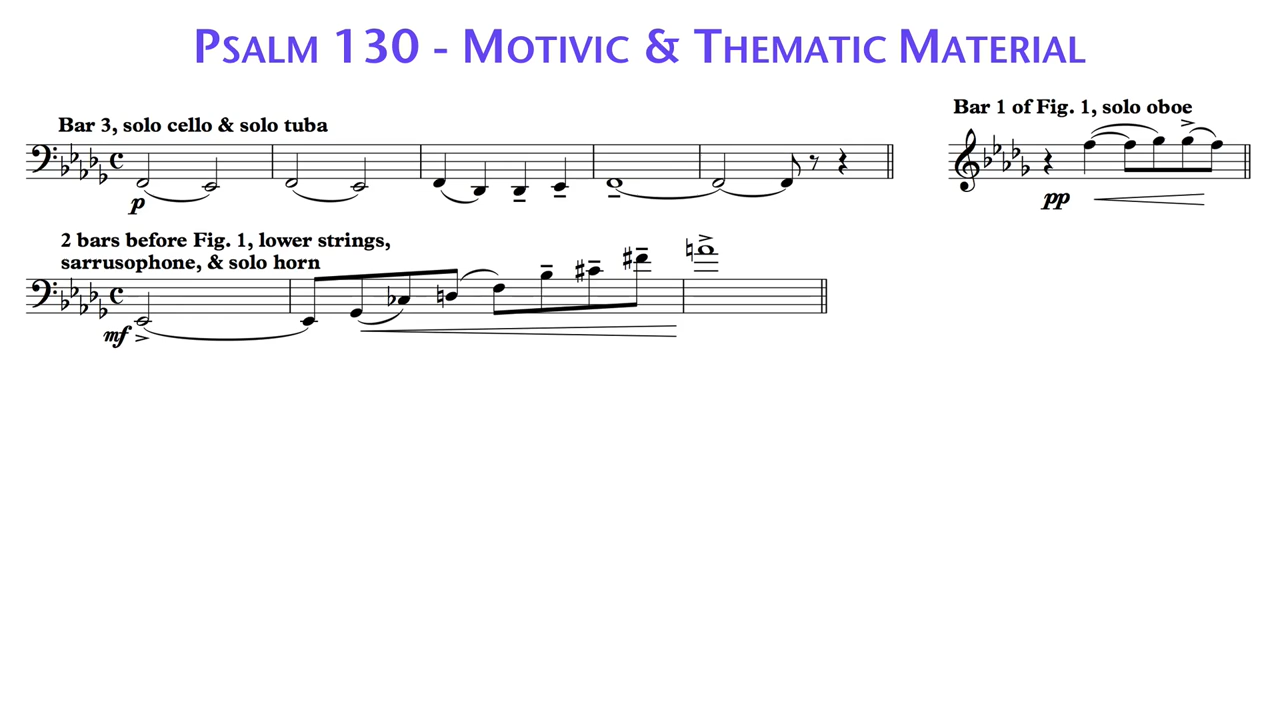 PSALM 130 - MOTIVIC & THEMATIC MATERIAL
Bar 3, solo cello & solo tuba
p
Bar 1 of Fig. 1, solo oboe
pp
2 bars before Fig. 1, lower strings,
sarrusophone, & solo horn
mf